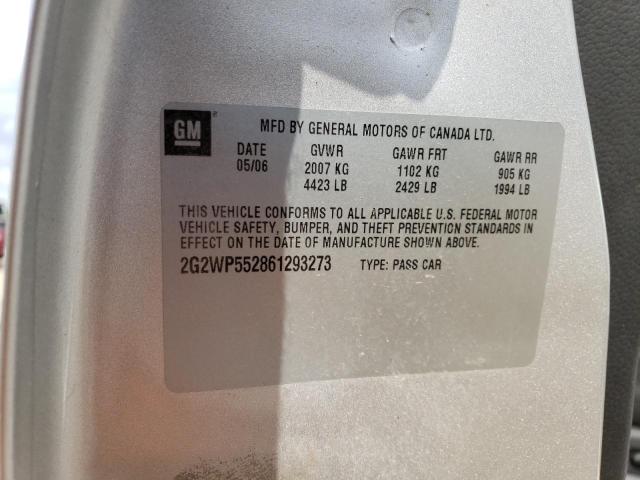 GM
MFD BY GENERAL MOTORS OF CANADA LTD.
DATE GVWR GAWR FRT GAWR RR
05/06 2007 KG 1102 KG 905 KG
4423 LB 2429 LB 1994 LB
THIS VEHICLE CONFORMS TO ALL APPLICABLE U.S. FEDERAL MOTOR
VEHICLE SAFETY, BUMPER, AND THEFT PREVENTION STANDARDS IN
EFFECT ON THE DATE OF MANUFACTURE SHOWN ABOVE.
2G2WP552861293273 TYPE: PASS CAR